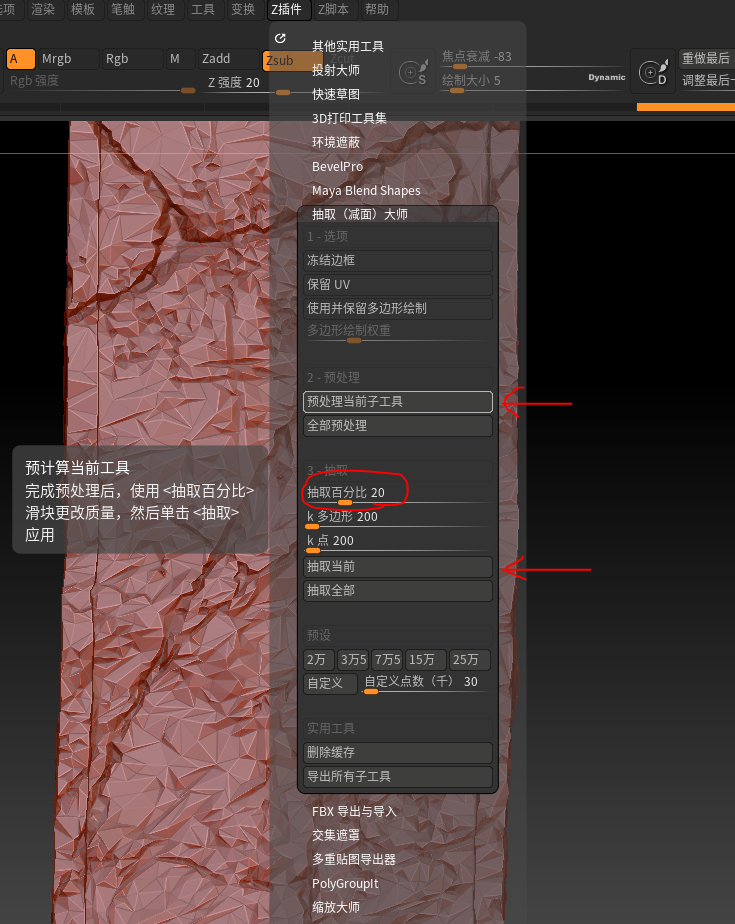 选项 渲染 模板 笔触 纹理 工具 变换 Z插件 Z脚本 帮助
A Mrgb Rgb M Zadd Zsub Zcut
Rgb 强度 Z 强度 20
S
焦点衰减 -83
绘制大小 5
Dynamic
D
重做最后
调整最后一
其他实用工具
投射大师
快速草图
3D打印工具集
环境遮蔽
BevelPro
Maya Blend Shapes
抽取（减面）大师
1 - 选项
冻结边框
保留 UV
使用并保留多边形绘制
多边形绘制权重
2 - 预处理
预处理当前子工具
全部预处理
3 - 抽取
抽取百分比 20
k 多边形 200
k 点 200
抽取当前
抽取全部
预设
2万 3万5 7万5 15万 25万
自定义 自定义点数（千） 30
实用工具
删除缓存
导出所有子工具
FBX 导出与导入
交集遮罩
多重贴图导出器
PolyGroupIt
缩放大师
预计算当前工具
完成预处理后，使用 <抽取百分比>
滑块更改质量，然后单击 <抽取>
应用